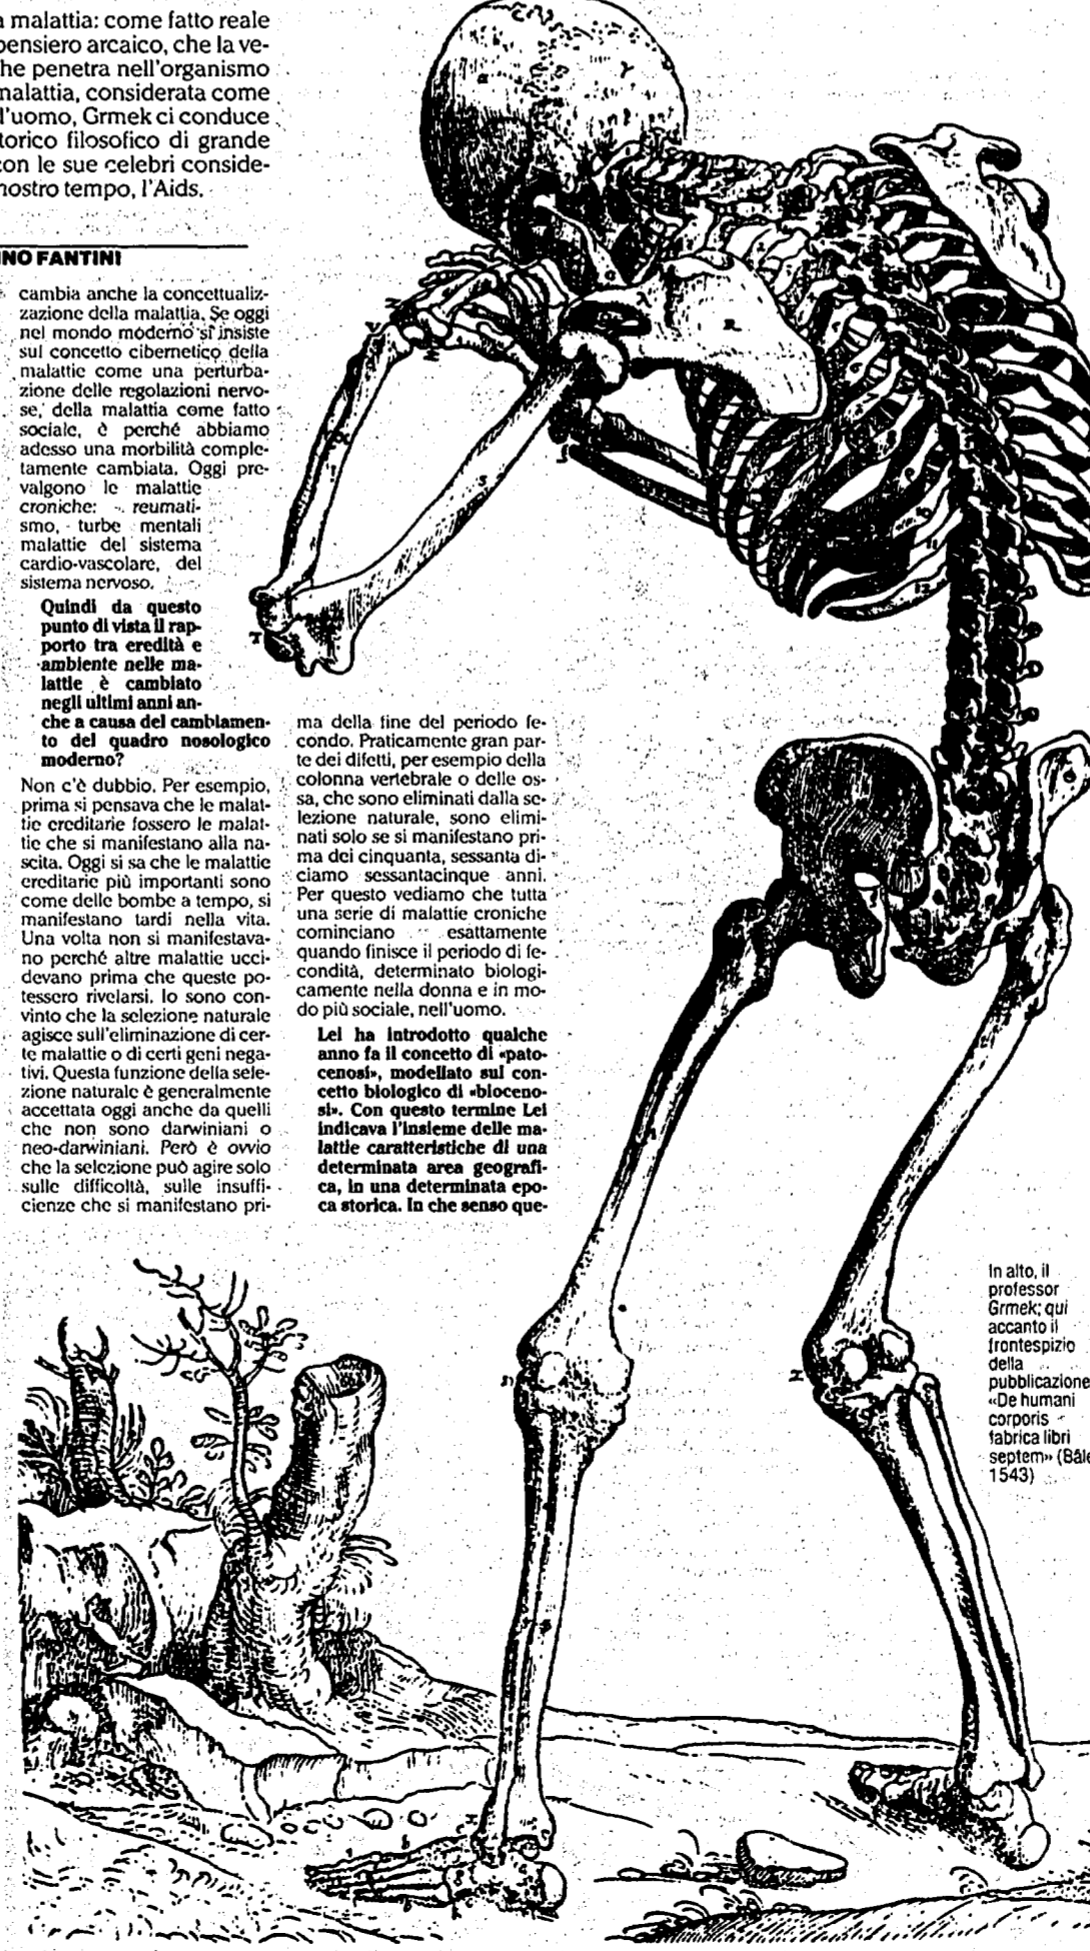 a malattia: come fatto reale
pensiero arcaico, che la ve-
he penetra nell'organismo
malattia, considerata come
l'uomo, Grmek ci conduce
torico filosofico di grande
con le sue celebri conside-
nostro tempo, l'Aids.
NO FANTINI
cambia anche la concettualiz-
zazione della malattia. Se oggi
nel mondo moderno si insiste
sul concetto cibernetico della
malattie come una perturba-
zione delle regolazioni nervo-
se, della malattia come fatto
sociale, è perché abbiamo
adesso una morbilità comple-
tamente cambiata. Oggi pre-
valgono le malattie
croniche: reumati-
smo, turbe mentali
malattie del sistema
cardio-vascolare, del
sistema nervoso.
Quindi da questo
punto di vista il rap-
porto tra eredità e
ambiente nelle ma-
lattie è cambiato
negli ultimi anni an-
che a causa del cambiamen-
to del quadro nosologico
moderno?
Non c'è dubbio. Per esempio,
prima si pensava che le malat-
tie ereditarie fossero le malat-
tie che si manifestano alla na-
scita. Oggi si sa che le malattie
ereditarie più importanti sono
come delle bombe a tempo, si
manifestano tardi nella vita.
Una volta non si manifestava-
no perché altre malattie ucci-
devano prima che queste po-
tessero rivelarsi. Io sono con-
vinto che la selezione naturale
agisce sull'eliminazione di cer-
te malattie o di certi geni nega-
tivi. Questa funzione della sele-
zione naturale è generalmente
accettata oggi anche da quelli
che non sono darwiniani o
neo-darwiniani. Però è ovvio
che la selezione può agire solo
sulle difficoltà, sulle insuffi-
cienze che si manifestano pri-
ma della fine del periodo fe-
condo. Praticamente gran par-
te dei difetti, per esempio della
colonna vertebrale o delle os-
sa, che sono eliminati dalla se-
lezione naturale, sono elimi-
nati solo se si manifestano pri-
ma dei cinquanta, sessanta di-
ciamo sessantacinque anni.
Per questo vediamo che tutta
una serie di malattie croniche
cominciano esattamente
quando finisce il periodo di fe-
condità, determinato biologi-
camente nella donna e in mo-
do più sociale, nell'uomo.
Lei ha introdotto qualche
anno fa il concetto di «pato-
cenosi», modellato sul con-
cetto biologico di «bioceno-
si». Con questo termine Lei
indicava l'insieme delle ma-
lattie caratteristiche di una
determinata area geografi-
ca, in una determinata epo-
ca storica. In che senso que-
In alto, il
professor
Grmek; qui
accanto il
frontespizio
della
pubblicazione
«De humani
corporis
fabrica libri
septem» (Bâle
1543)